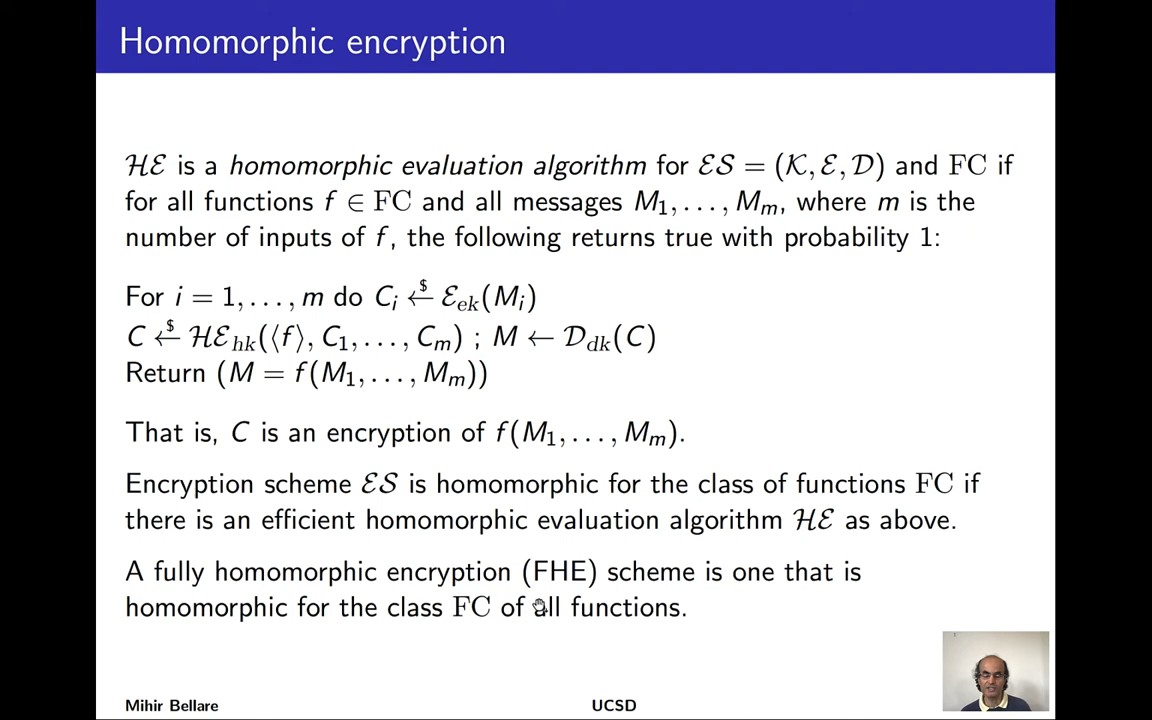 Homomorphic encryption
ℋℰ is a homomorphic evaluation algorithm for ℰ𝒮 = (𝒦, ℰ, 𝒟) and FC if
for all functions f ∈ FC and all messages M₁, . . . , Mₘ, where m is the
number of inputs of f, the following returns true with probability 1:
For i = 1, . . . , m do Cᵢ ←$ ℰ_ek(Mᵢ)
C ←$ ℋℰ_hk(⟨f⟩, C₁, . . . , Cₘ) ; M ← 𝒟_dk(C)
Return (M = f(M₁, . . . , Mₘ))
That is, C is an encryption of f(M₁, . . . , Mₘ).
Encryption scheme ℰ𝒮 is homomorphic for the class of functions FC if
there is an efficient homomorphic evaluation algorithm ℋℰ as above.
A fully homomorphic encryption (FHE) scheme is one that is
homomorphic for the class FC of all functions.
Mihir Bellare UCSD